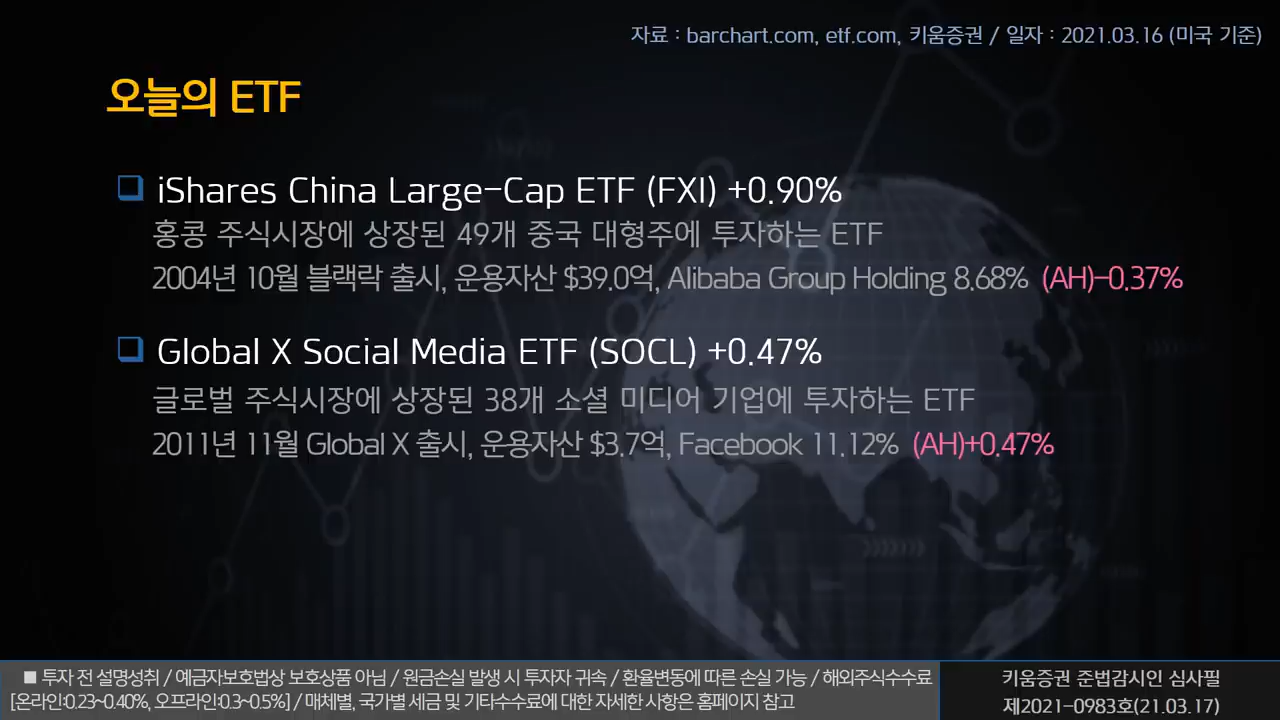 자료 : barchart.com, etf.com, 키움증권 / 일자 : 2021.03.16 (미국 기준)
오늘의 ETF
❑ iShares China Large-Cap ETF (FXI) +0.90%
홍콩 주식시장에 상장된 49개 중국 대형주에 투자하는 ETF
2004년 10월 블랙락 출시, 운용자산 $39.0억, Alibaba Group Holding 8.68% (AH)-0.37%
❑ Global X Social Media ETF (SOCL) +0.47%
글로벌 주식시장에 상장된 38개 소셜 미디어 기업에 투자하는 ETF
2011년 11월 Global X 출시, 운용자산 $3.7억, Facebook 11.12% (AH)+0.47%
■ 투자 전 설명성취 / 예금자보호법상 보호상품 아님 / 원금손실 발생 시 투자자 귀속 / 환율변동에 따른 손실 가능 / 해외주식수수료
[온라인:0.23~0.40%, 오프라인:0.3~0.5%] / 매체별, 국가별 세금 및 기타수수료에 대한 자세한 사항은 홈페이지 참고
키움증권 준법감시인 심사필
제2021-0983호(21.03.17)